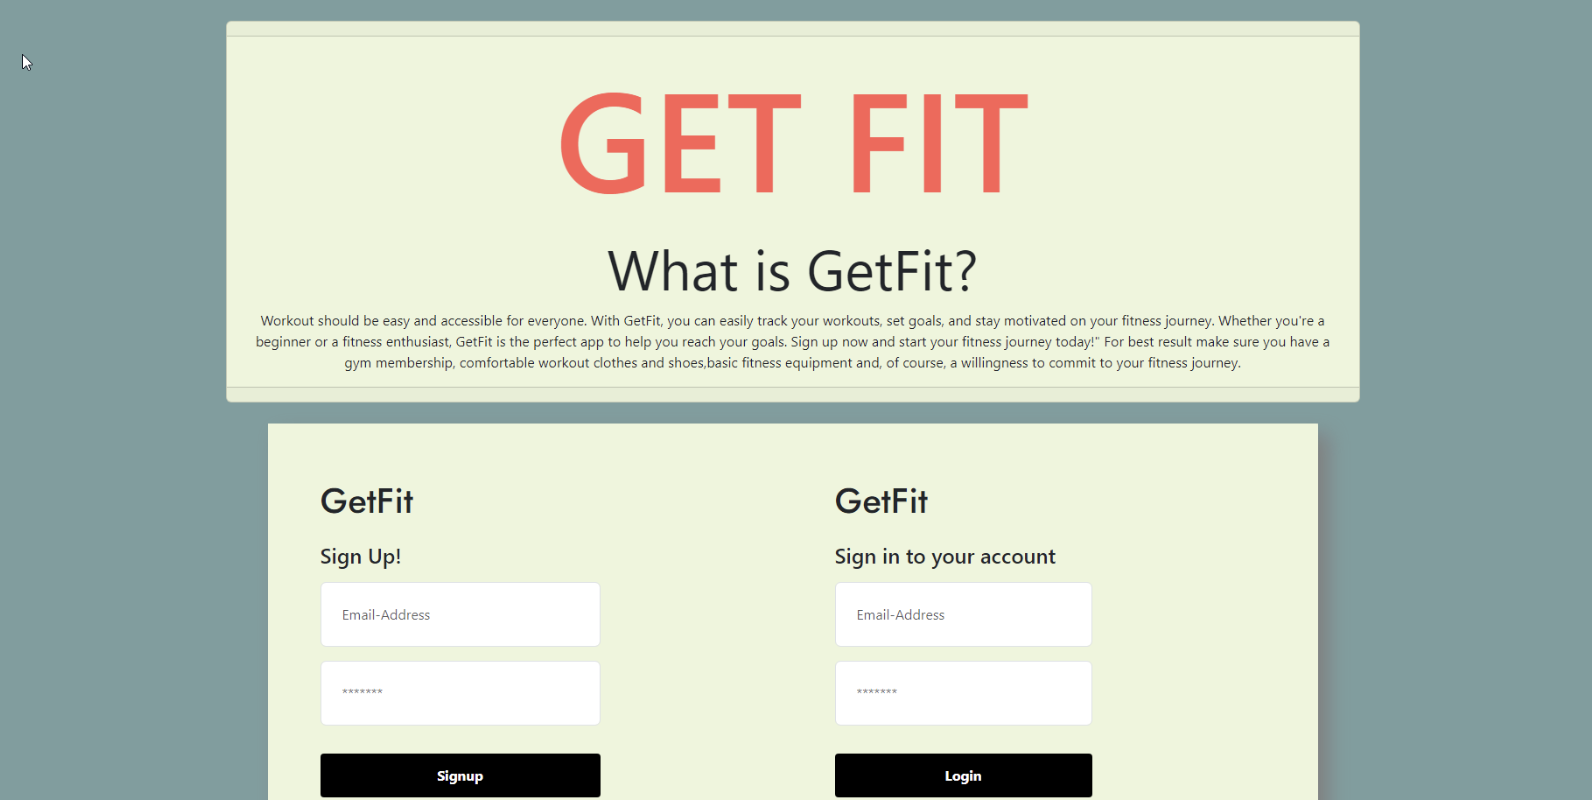 GET FIT
What is GetFit?
Workout should be easy and accessible for everyone. With GetFit, you can easily track your workouts, set goals, and stay motivated on your fitness journey. Whether you're a
beginner or a fitness enthusiast, GetFit is the perfect app to help you reach your goals. Sign up now and start your fitness journey today!" For best result make sure you have a
gym membership, comfortable workout clothes and shoes,basic fitness equipment and, of course, a willingness to commit to your fitness journey.
GetFit
Sign Up!
Email-Address
*******
Signup
GetFit
Sign in to your account
Email-Address
*******
Login